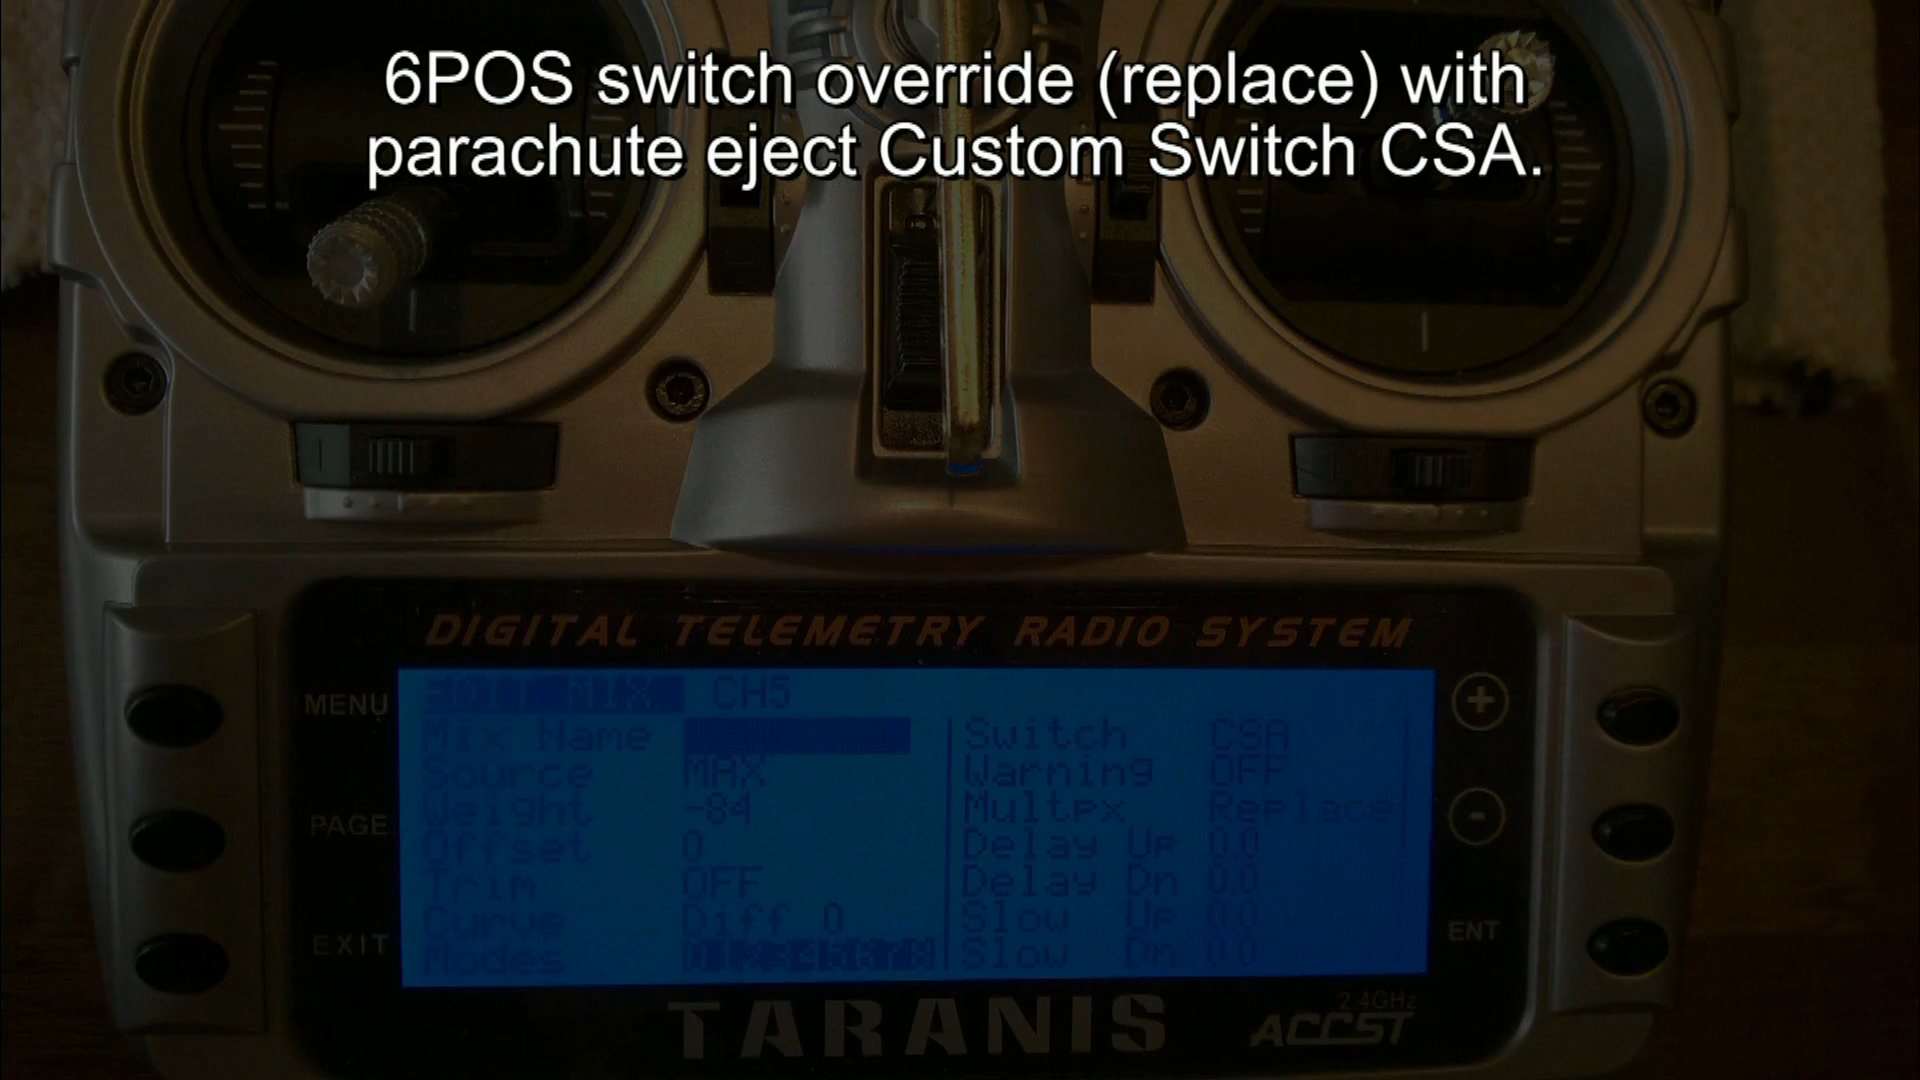 6POS switch override (replace) with
parachute eject Custom Switch CSA.
DIGITAL TELEMETRY RADIO SYSTEM
MENU
PAGE
EXIT
EDIT MIX CH5
Mix Name
Source MAX
Weight -84
Offset 0
Trim OFF
Curve Diff 0
Modes
Switch CSA
Warning OFF
Multpx Replace
Delay Up 0.0
Delay Dn 0.0
Slow Up 0.0
Slow Dn 0.0
+
-
ENT
TARANIS
2.4GHz
ACCST